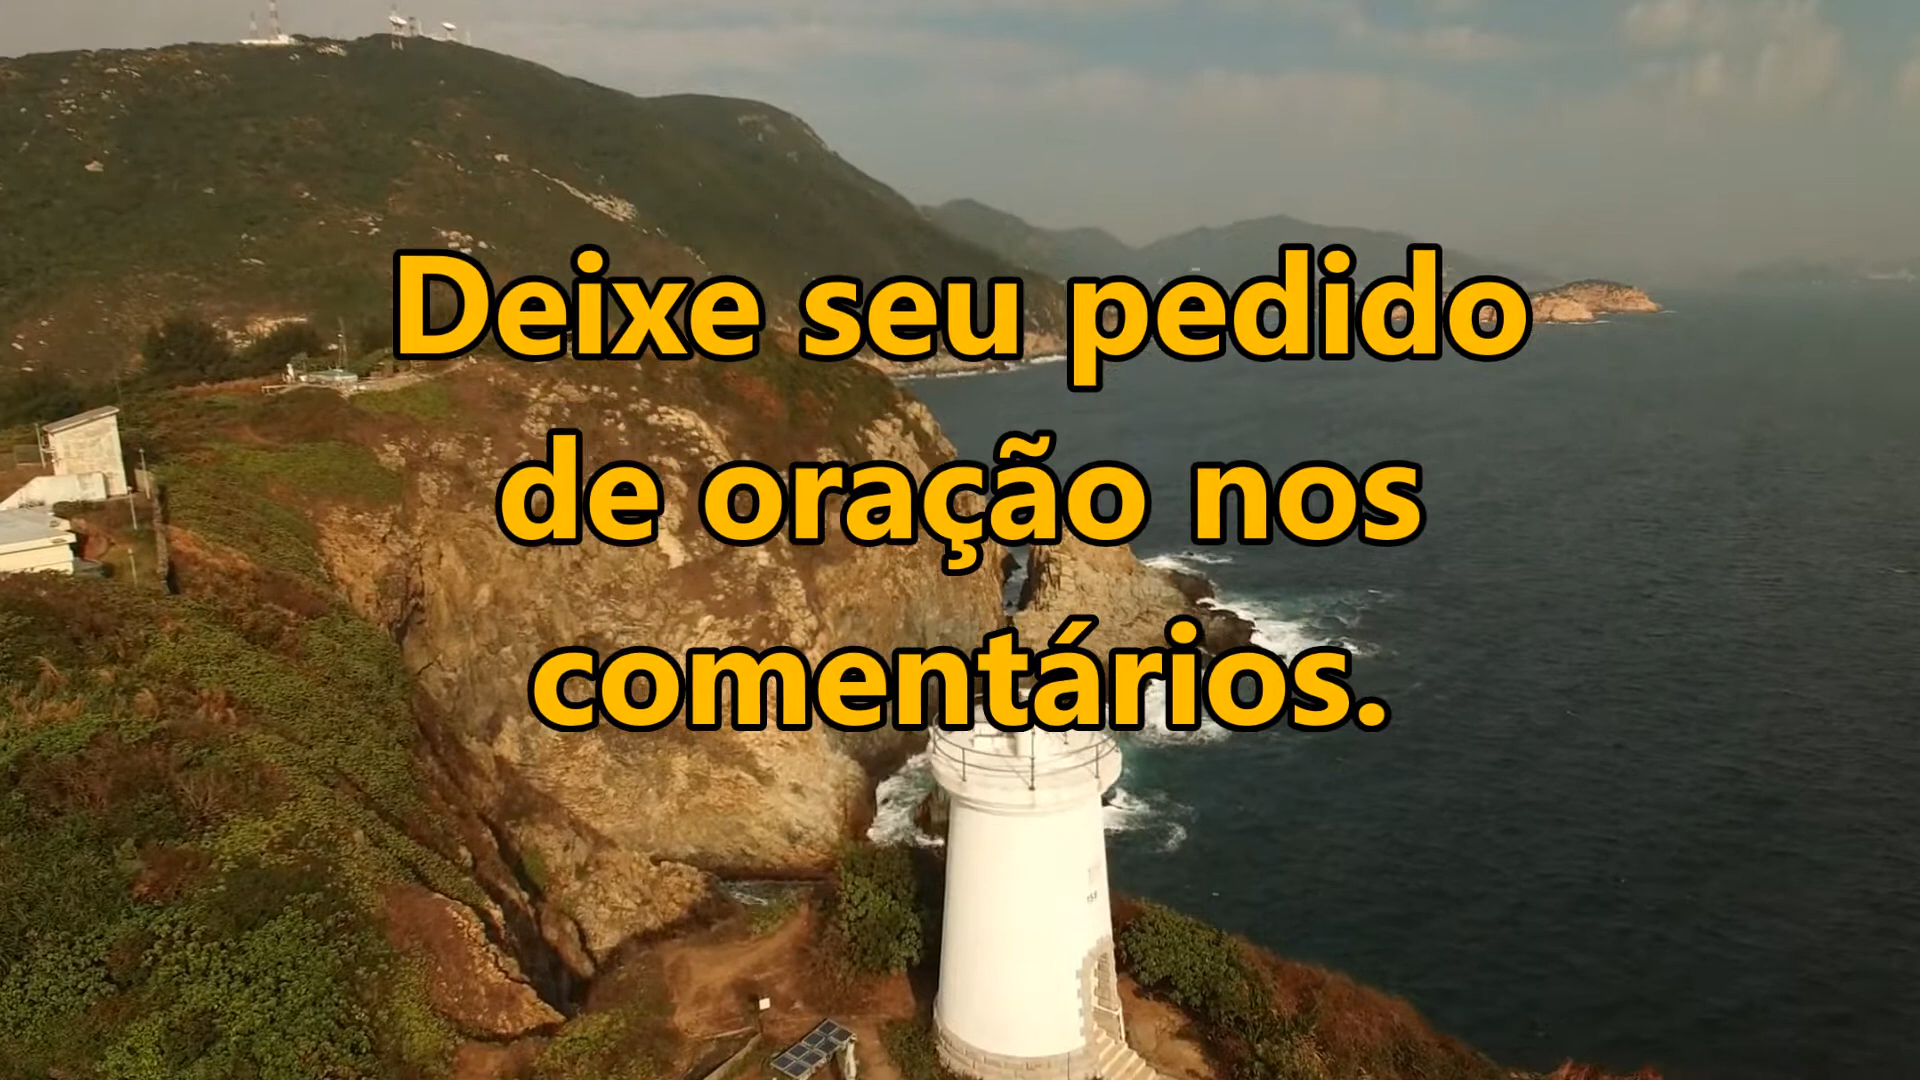 Deixe seu pedido
de oração nos
comentários.